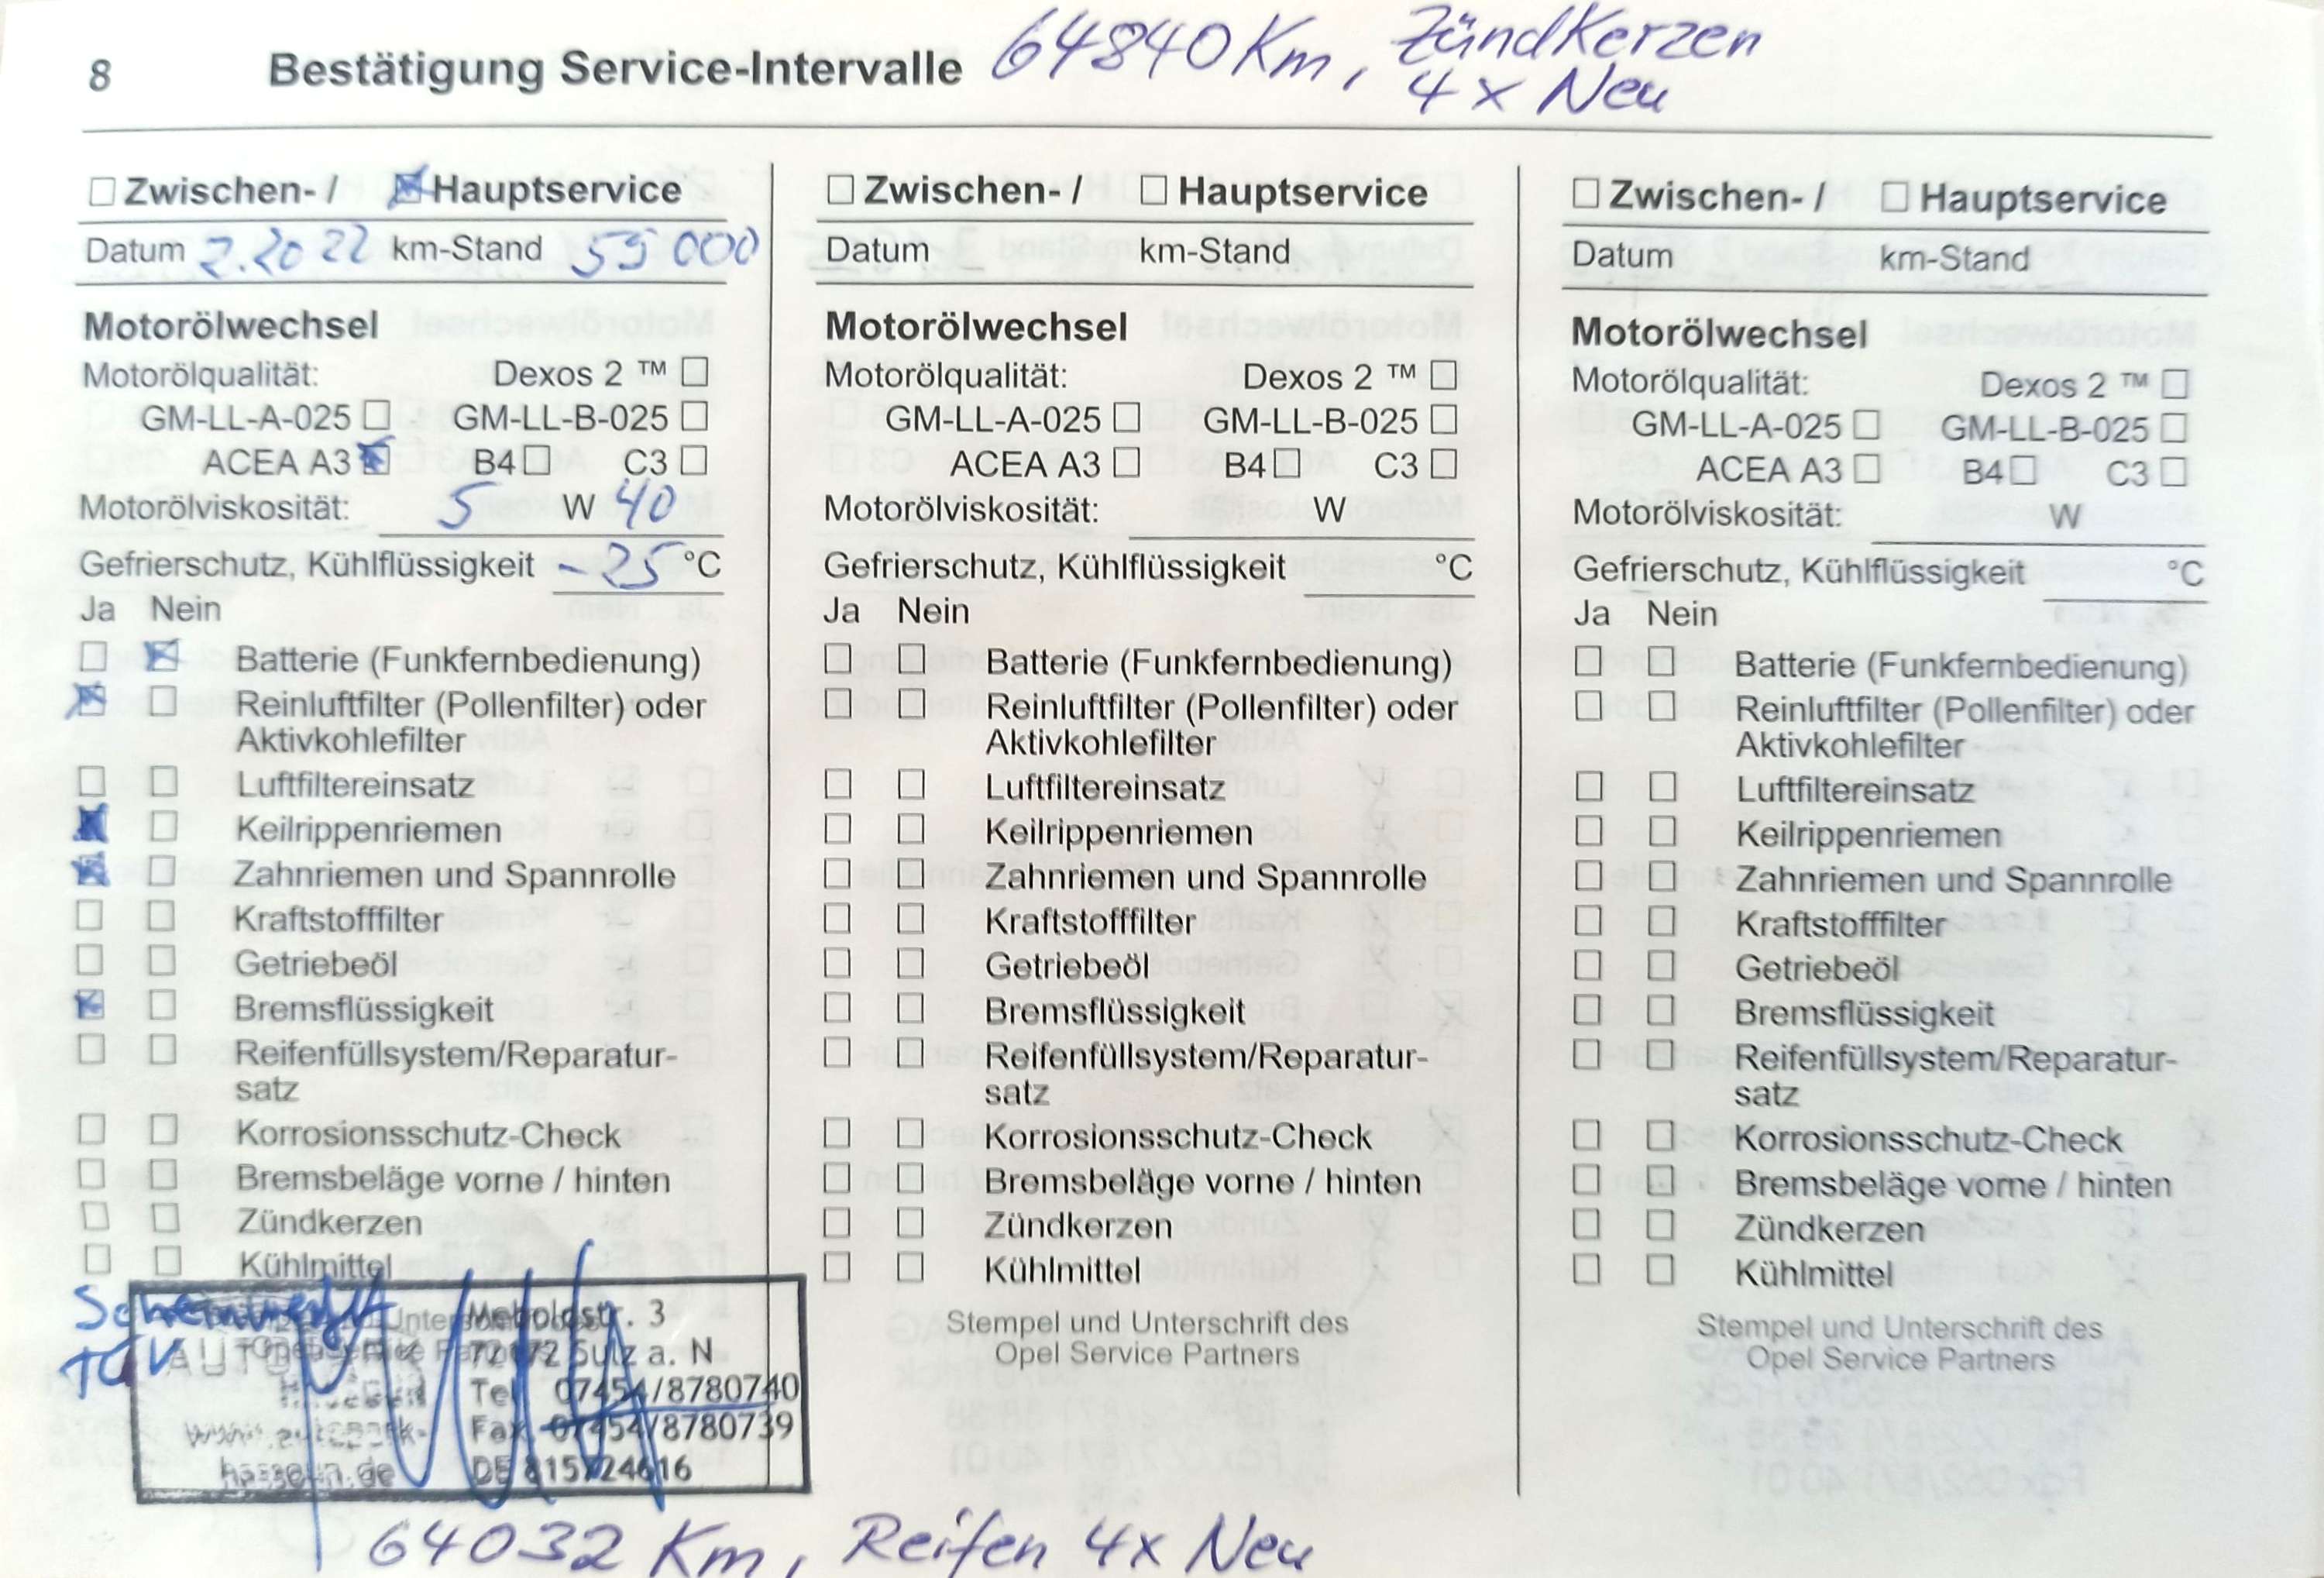 8 Bestätigung Service-Intervalle 64840 Km, Zündkerzen
4 x Neu
Zwischen- / Hauptservice
Datum 2.2022 km-Stand 55 000
Motorölwechsel
Motorölqualität: Dexos 2 ™
GM-LL-A-025 GM-LL-B-025
ACEA A3 B4 C3
Motorölviskosität: 5 W 40
Gefrierschutz, Kühlflüssigkeit -25 °C
Ja Nein
Batterie (Funkfernbedienung)
Reinluftfilter (Pollenfilter) oder
Aktivkohlefilter
Luftfiltereinsatz
Keilrippenriemen
Zahnriemen und Spannrolle
Kraftstofffilter
Getriebeöl
Bremsflüssigkeit
Reifenfüllsystem/Reparatur-
satz
Korrosionsschutz-Check
Bremsbeläge vorne / hinten
Zündkerzen
Kühlmittel
TÜV
3
72172 Sulz a. N
Tel 07454/8780740
Fax 07454/8780739
hassoun.de DE 815724616
Zwischen- / Hauptservice
Datum km-Stand
Motorölwechsel
Motorölqualität: Dexos 2 ™
GM-LL-A-025 GM-LL-B-025
ACEA A3 B4 C3
Motorölviskosität: W
Gefrierschutz, Kühlflüssigkeit °C
Ja Nein
Batterie (Funkfernbedienung)
Reinluftfilter (Pollenfilter) oder
Aktivkohlefilter
Luftfiltereinsatz
Keilrippenriemen
Zahnriemen und Spannrolle
Kraftstofffilter
Getriebeöl
Bremsflüssigkeit
Reifenfüllsystem/Reparatur-
satz
Korrosionsschutz-Check
Bremsbeläge vorne / hinten
Zündkerzen
Kühlmittel
Stempel und Unterschrift des
Opel Service Partners
Zwischen- / Hauptservice
Datum km-Stand
Motorölwechsel
Motorölqualität: Dexos 2 ™
GM-LL-A-025 GM-LL-B-025
ACEA A3 B4 C3
Motorölviskosität: W
Gefrierschutz, Kühlflüssigkeit °C
Ja Nein
Batterie (Funkfernbedienung)
Reinluftfilter (Pollenfilter) oder
Aktivkohlefilter
Luftfiltereinsatz
Keilrippenriemen
Zahnriemen und Spannrolle
Kraftstofffilter
Getriebeöl
Bremsflüssigkeit
Reifenfüllsystem/Reparatur-
satz
Korrosionsschutz-Check
Bremsbeläge vorne / hinten
Zündkerzen
Kühlmittel
Stempel und Unterschrift des
Opel Service Partners
64032 Km, Reifen 4x Neu